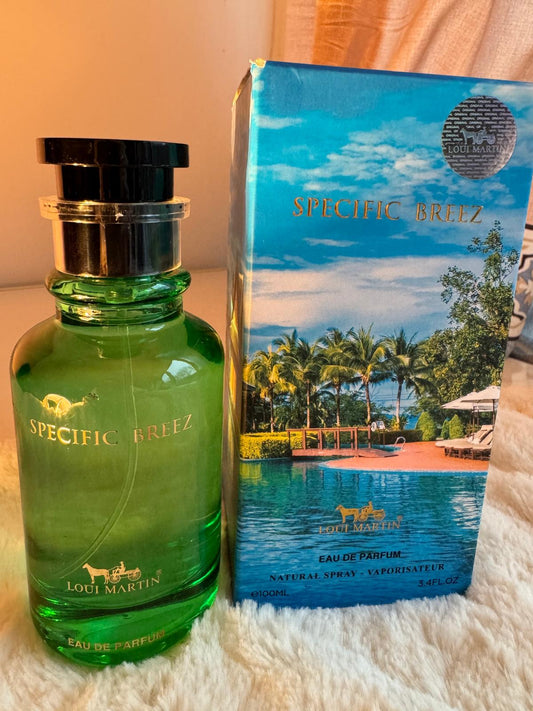 SPECIFIC BREEZ
LOUI MARTIN
EAU DE PARFUM
LOUI MARTIN
SPECIFIC BREEZ
LOUI MARTIN
EAU DE PARFUM
NATURAL SPRAY - VAPORISATEUR
℮100ML 3.4FL.OZ